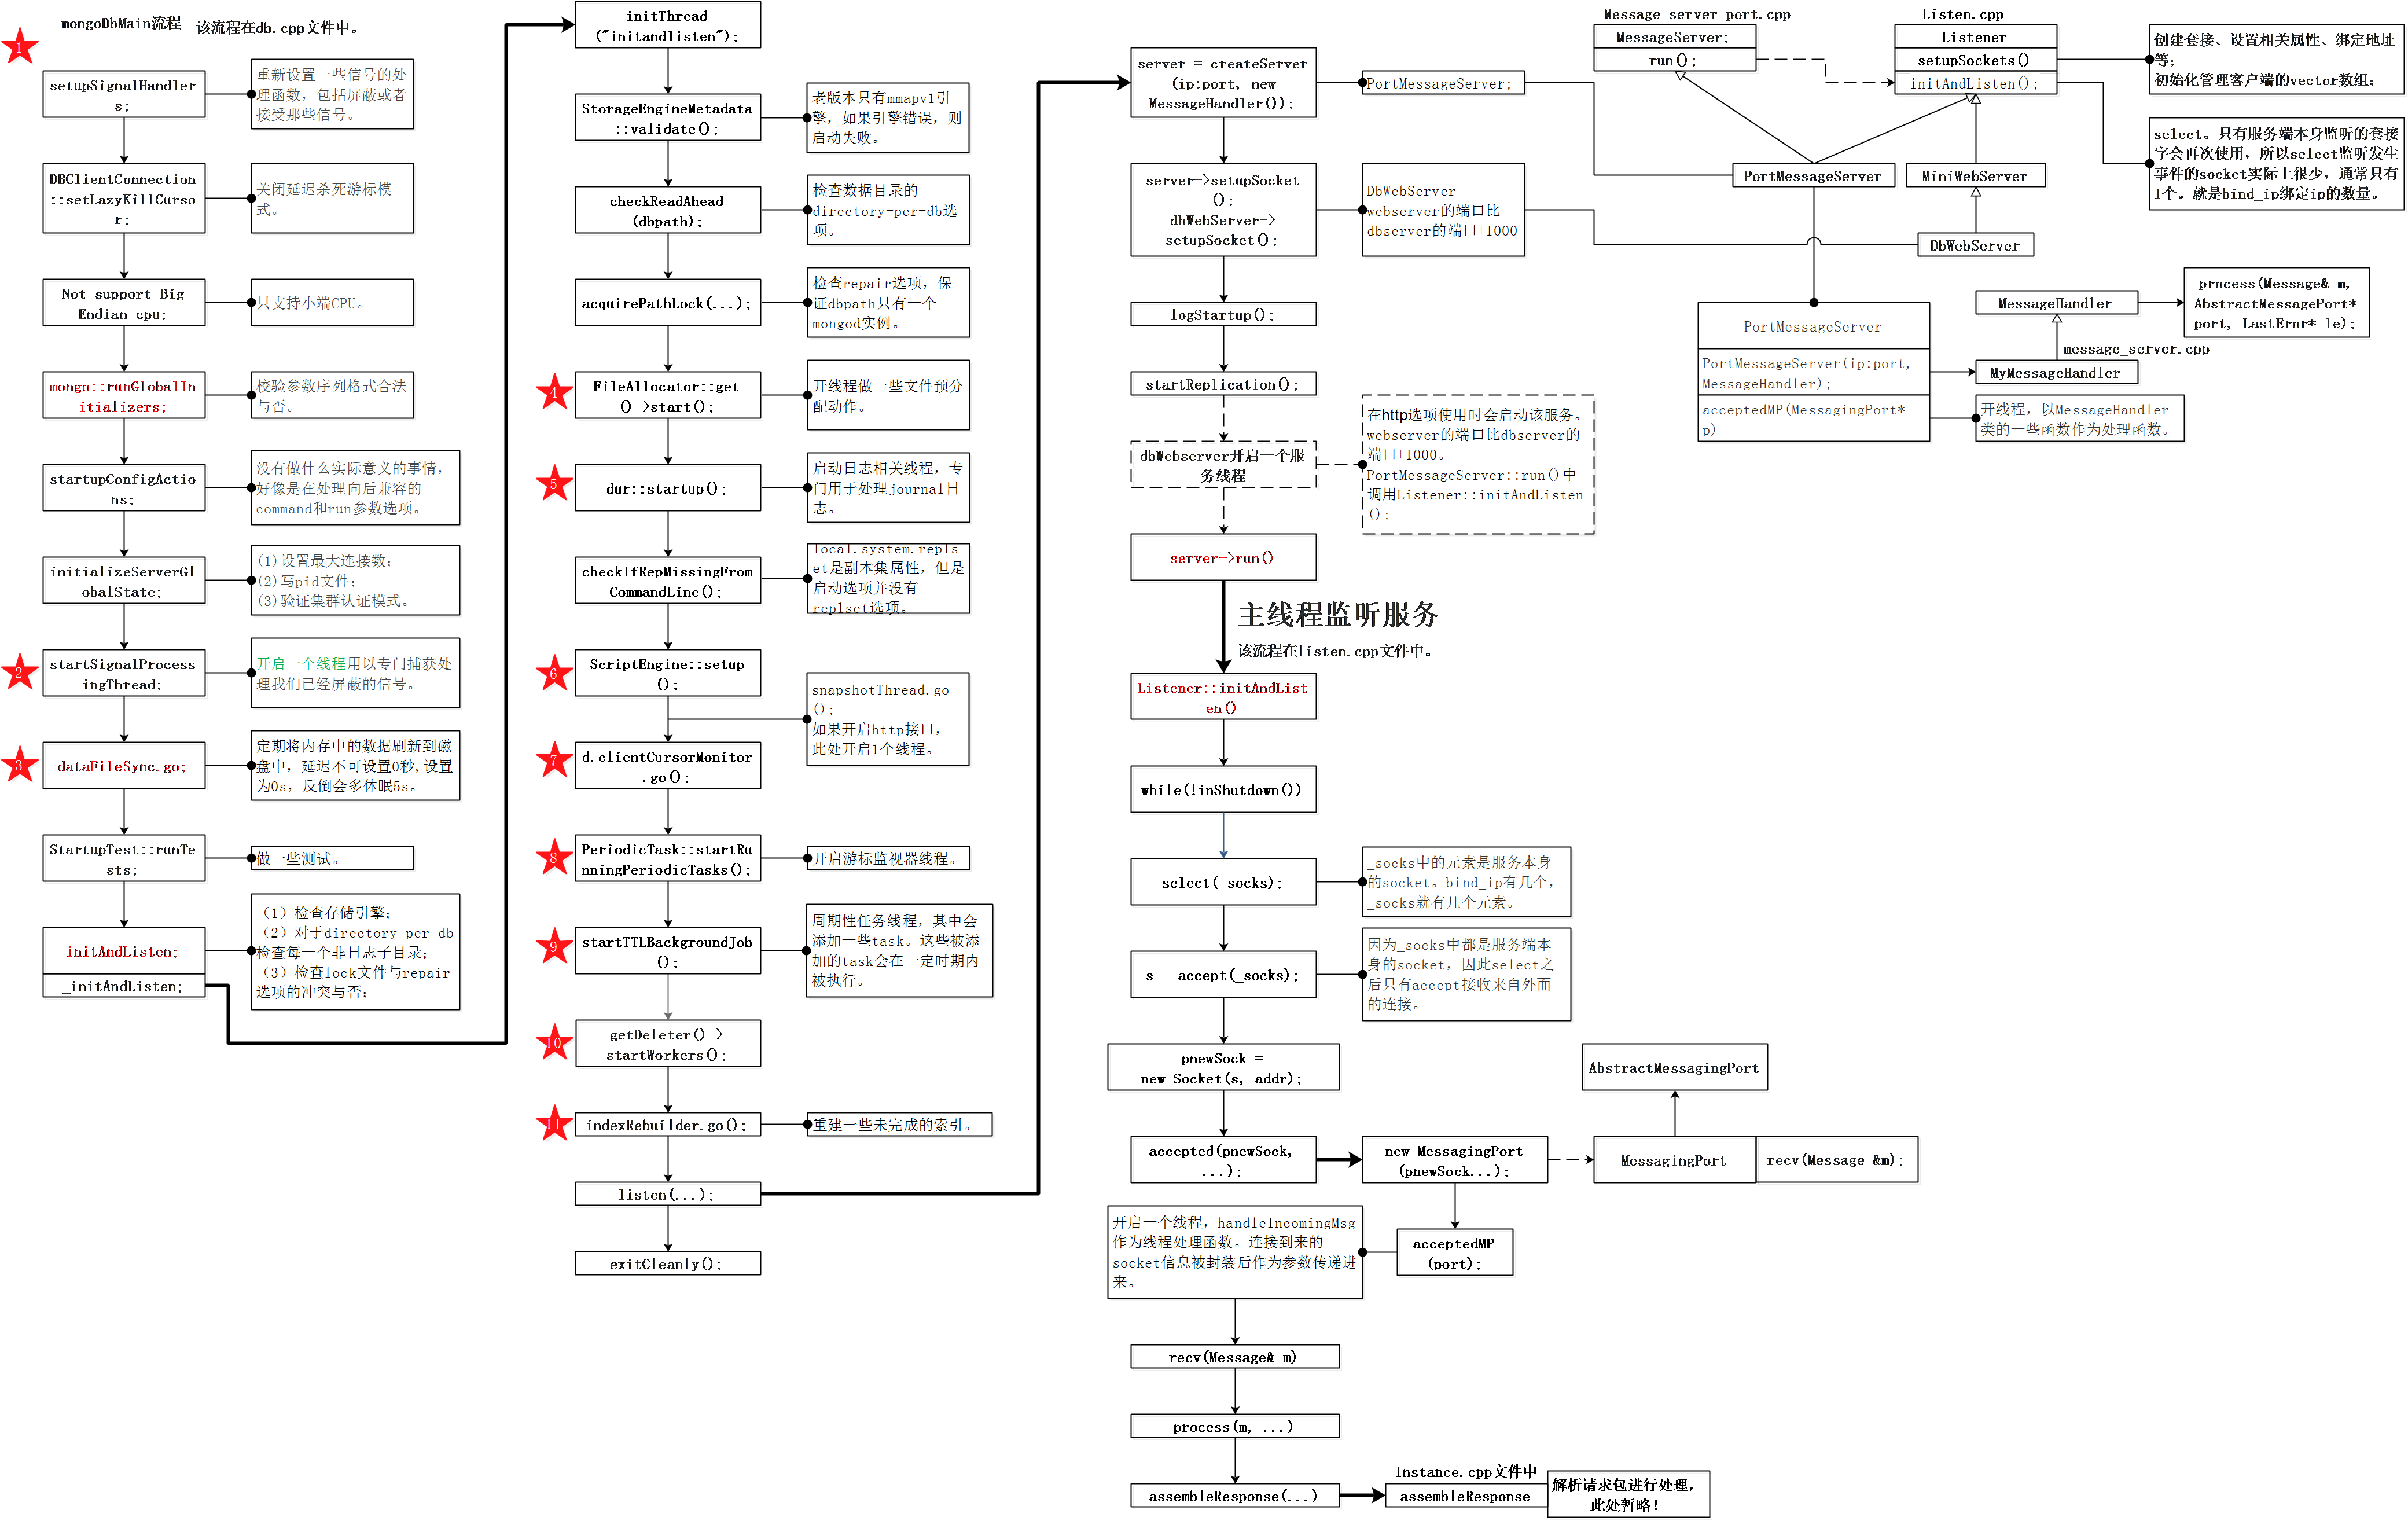 mongoDbMain流程
该流程在db.cpp文件中。
1
setupSignalHandler
s;
重新设置一些信号的处
理函数，包括屏蔽或者
接受那些信号。
DBClientConnection
::setLazyKillCurso
r;
关闭延迟杀死游标模
式。
Not support Big
Endian cpu;
只支持小端CPU。
mongo::runGlobalIn
itializers;
校验参数序列格式合法
与否。
startupConfigActio
ns;
没有做什么实际意义的事情，
好像是在处理向后兼容的
command和run参数选项。
initializeServerGl
obalState;
(1)设置最大连接数；
(2)写pid文件；
(3)验证集群认证模式。
2
startSignalProcess
ingThread;
开启一个线程用以专门捕获处
理我们已经屏蔽的信号。
3
dataFileSync.go;
定期将内存中的数据刷新到磁
盘中，延迟不可设置0秒,设置
为0s，反倒会多休眠5s。
StartupTest::runTe
sts;
做一些测试。
initAndListen;
_initAndListen;
（1）检查存储引擎；
（2）对于directory-per-db
检查每一个非日志子目录；
（3）检查lock文件与repair
选项的冲突与否；
initThread
("initandlisten");
StorageEngineMetadata
::validate();
老版本只有mmapv1引
擎，如果引擎错误，则
启动失败。
checkReadAhead
(dbpath);
检查数据目录的
directory-per-db选
项。
acquirePathLock(...);
检查repair选项，保
证dbpath只有一个
mongod实例。
4
FileAllocator::get
()->start();
开线程做一些文件预分
配动作。
5
dur::startup();
启动日志相关线程，专
门用于处理journal日
志。
checkIfRepMissingFrom
CommandLine();
local.system.repls
et是副本集属性，但是
启动选项并没有
replset选项。
6
ScriptEngine::setup
();
snapshotThread.go
();
如果开启http接口，
此处开启1个线程。
7
d.clientCursorMonitor
.go();
8
PeriodicTask::startRu
nningPeriodicTasks();
开启游标监视器线程。
9
startTTLBackgroundJob
();
周期性任务线程，其中会
添加一些task。这些被添
加的task会在一定时期内
被执行。
10
getDeleter()->
startWorkers();
11
indexRebuilder.go();
重建一些未完成的索引。
listen(...);
exitCleanly();
server = createServer
(ip:port, new
MessageHandler());
PortMessageServer;
server->setupSocket
();
dbWebServer->
setupSocket();
DbWebServer
webserver的端口比
dbserver的端口+1000
logStartup();
startReplication();
dbWebserver开启一个服
务线程
在http选项使用时会启动该服务。
webserver的端口比dbserver的
端口+1000。
PortMessageServer::run()中
调用Listener::initAndListen
();
server->run()
主线程监听服务
该流程在listen.cpp文件中。
Listener::initAndList
en()
while(!inShutdown())
select(_socks);
_socks中的元素是服务本身
的socket。bind_ip有几个，
_socks就有几个元素。
s = accept(_socks);
因为_socks中都是服务端本
身的socket，因此select之
后只有accept接收来自外面
的连接。
pnewSock =
new Socket(s, addr);
accepted(pnewSock,
...);
new MessagingPort
(pnewSock...);
MessagingPort
recv(Message &m);
AbstractMessagingPort
acceptedMP
(port);
开启一个线程，handleIncomingMsg
作为线程处理函数。连接到来的
socket信息被封装后作为参数传递进
来。
recv(Message& m)
process(m, ...)
assembleResponse(...)
Instance.cpp文件中
assembleResponse
解析请求包进行处理，
此处暂略！
Message_server_port.cpp
MessageServer;
run();
Listen.cpp
Listener
setupSockets()
initAndListen();
创建套接、设置相关属性、绑定地址
等；
初始化管理客户端的vector数组；
select。只有服务端本身监听的套接
字会再次使用，所以select监听发生
事件的socket实际上很少，通常只有
1个。就是bind_ip绑定ip的数量。
PortMessageServer
MiniWebServer
DbWebServer
PortMessageServer
PortMessageServer(ip:port,
MessageHandler);
acceptedMP(MessagingPort*
p)
MessageHandler
process(Message& m,
AbstractMessagePort*
port, LastEror* le);
message_server.cpp
MyMessageHandler
开线程，以MessageHandler
类的一些函数作为处理函数。